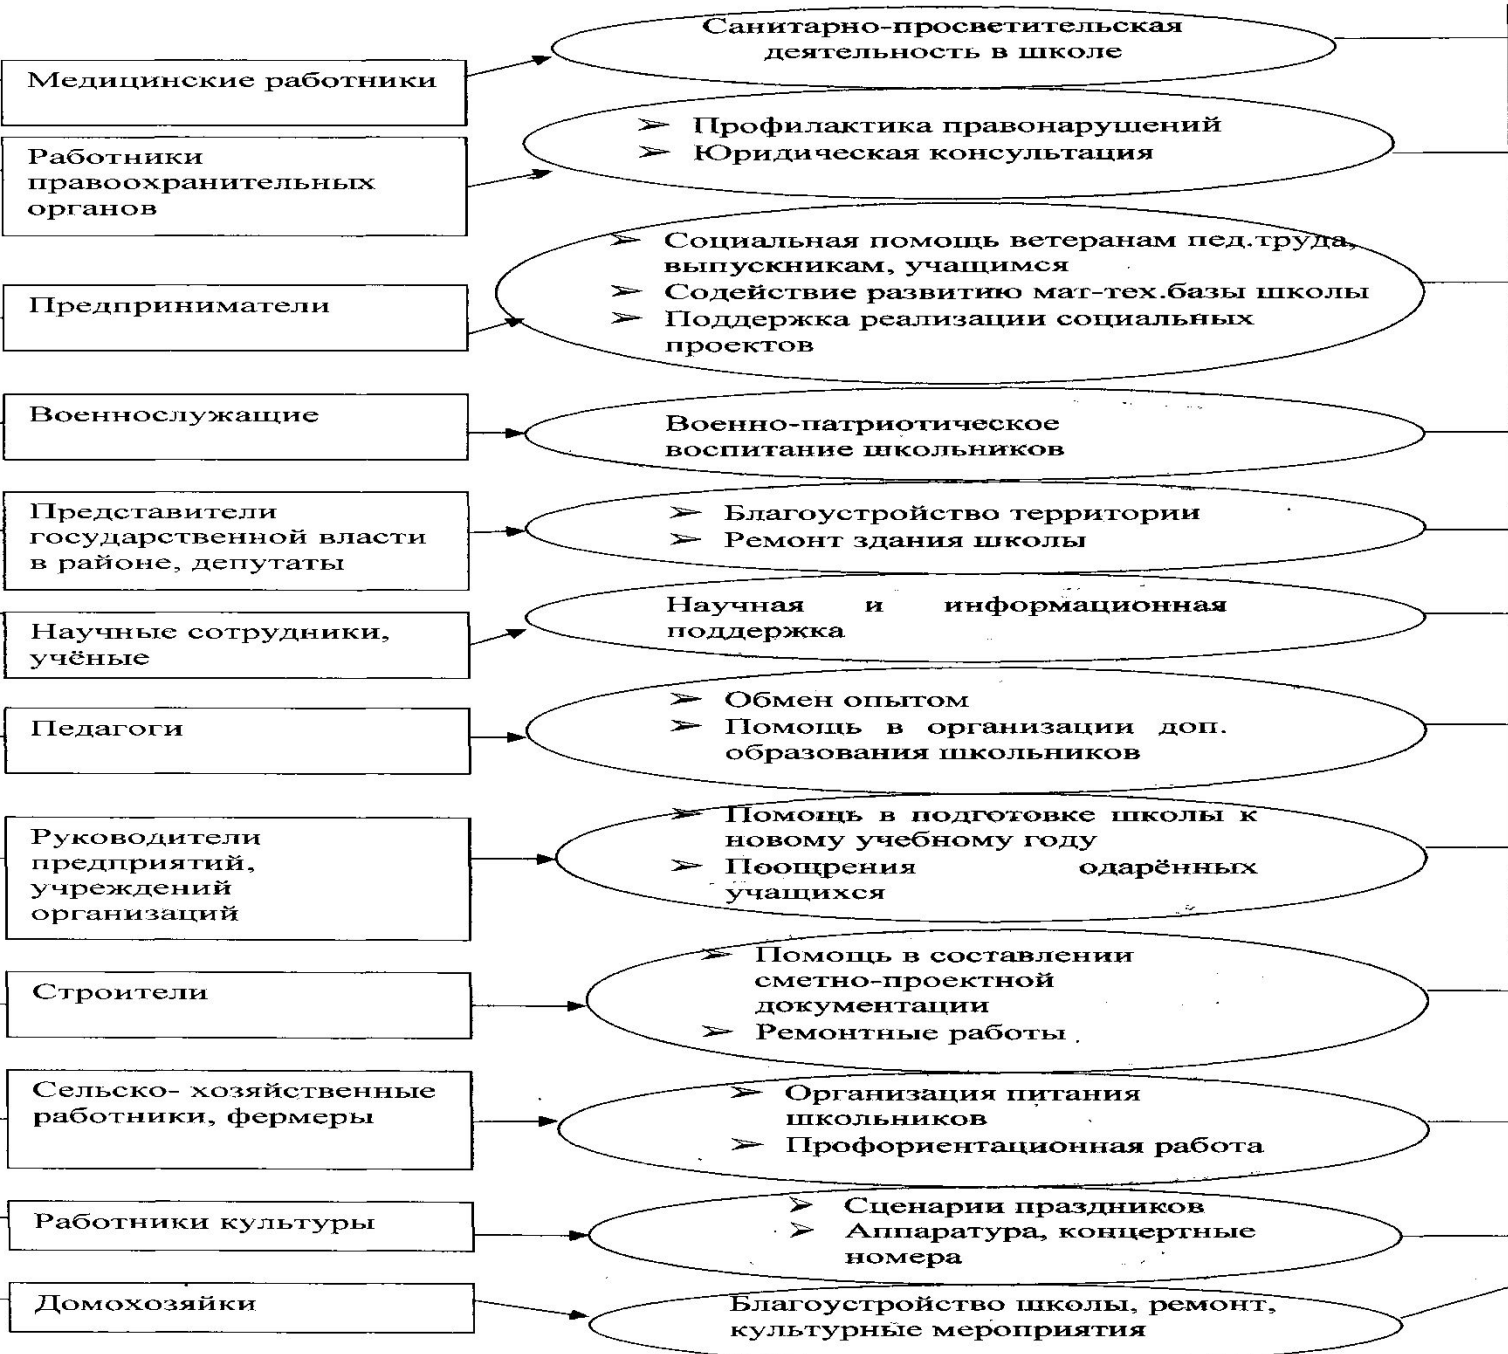 Медицинские работники
Санитарно-просветительская
деятельность в школе
Работники
правоохранительных
органов
➢ Профилактика правонарушений
➢ Юридическая консультация
Предприниматели
➢ Социальная помощь ветеранам пед.труда,
выпускникам, учащимся
➢ Содействие развитию мат-тех.базы школы
➢ Поддержка реализации социальных
проектов
Военнослужащие
Военно-патриотическое
воспитание школьников
Представители
государственной власти
в районе, депутаты
➢ Благоустройство территории
➢ Ремонт здания школы
Научные сотрудники,
учёные
Научная и информационная
поддержка
Педагоги
➢ Обмен опытом
➢ Помощь в организации доп.
образования школьников
Руководители
предприятий,
учреждений
организаций
➢ Помощь в подготовке школы к
новому учебному году
➢ Поощрения одарённых
учащихся
Строители
➢ Помощь в составлении
сметно-проектной
документации
➢ Ремонтные работы
Сельско- хозяйственные
работники, фермеры
➢ Организация питания
школьников
➢ Профориентационная работа
Работники культуры
➢ Сценарии праздников
➢ Аппаратура, концертные
номера
Домохозяйки
Благоустройство школы, ремонт,
культурные мероприятия